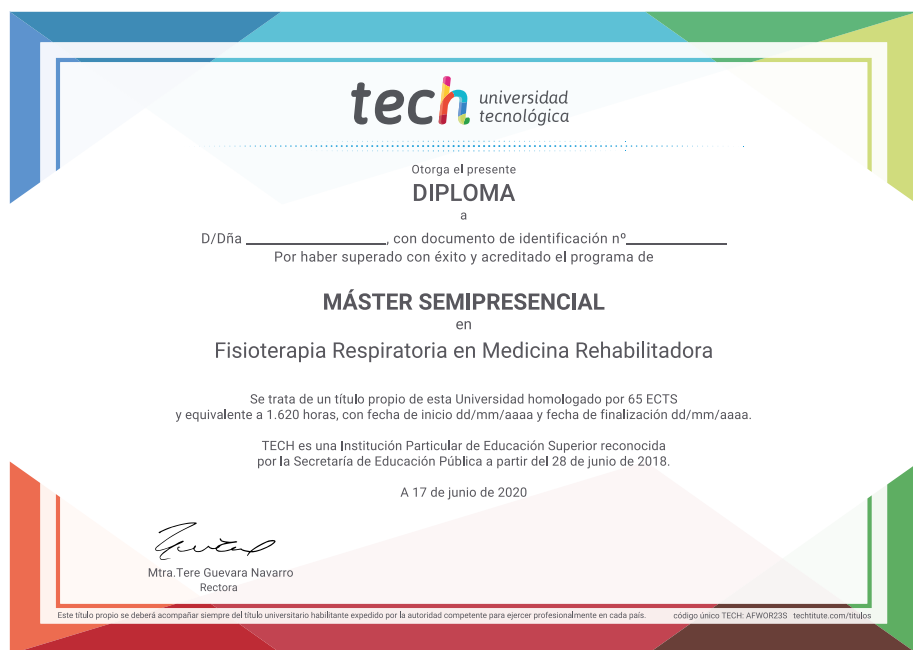 tech universidad
tecnológica
Otorga el presente
DIPLOMA
a
D/Dña ________________, con documento de identificación nº____________
Por haber superado con éxito y acreditado el programa de
MÁSTER SEMIPRESENCIAL
en
Fisioterapia Respiratoria en Medicina Rehabilitadora
Se trata de un título propio de esta Universidad homologado por 65 ECTS
y equivalente a 1.620 horas, con fecha de inicio dd/mm/aaaa y fecha de finalización dd/mm/aaaa.
TECH es una Institución Particular de Educación Superior reconocida
por la Secretaría de Educación Pública a partir del 28 de junio de 2018.
A 17 de junio de 2020
Mtra.Tere Guevara Navarro
Rectora
Este título propio se deberá acompañar siempre del título universitario habilitante expedido por la autoridad competente para ejercer profesionalmente en cada país. código único TECH: AFWOR23S techtitute.com/titulos